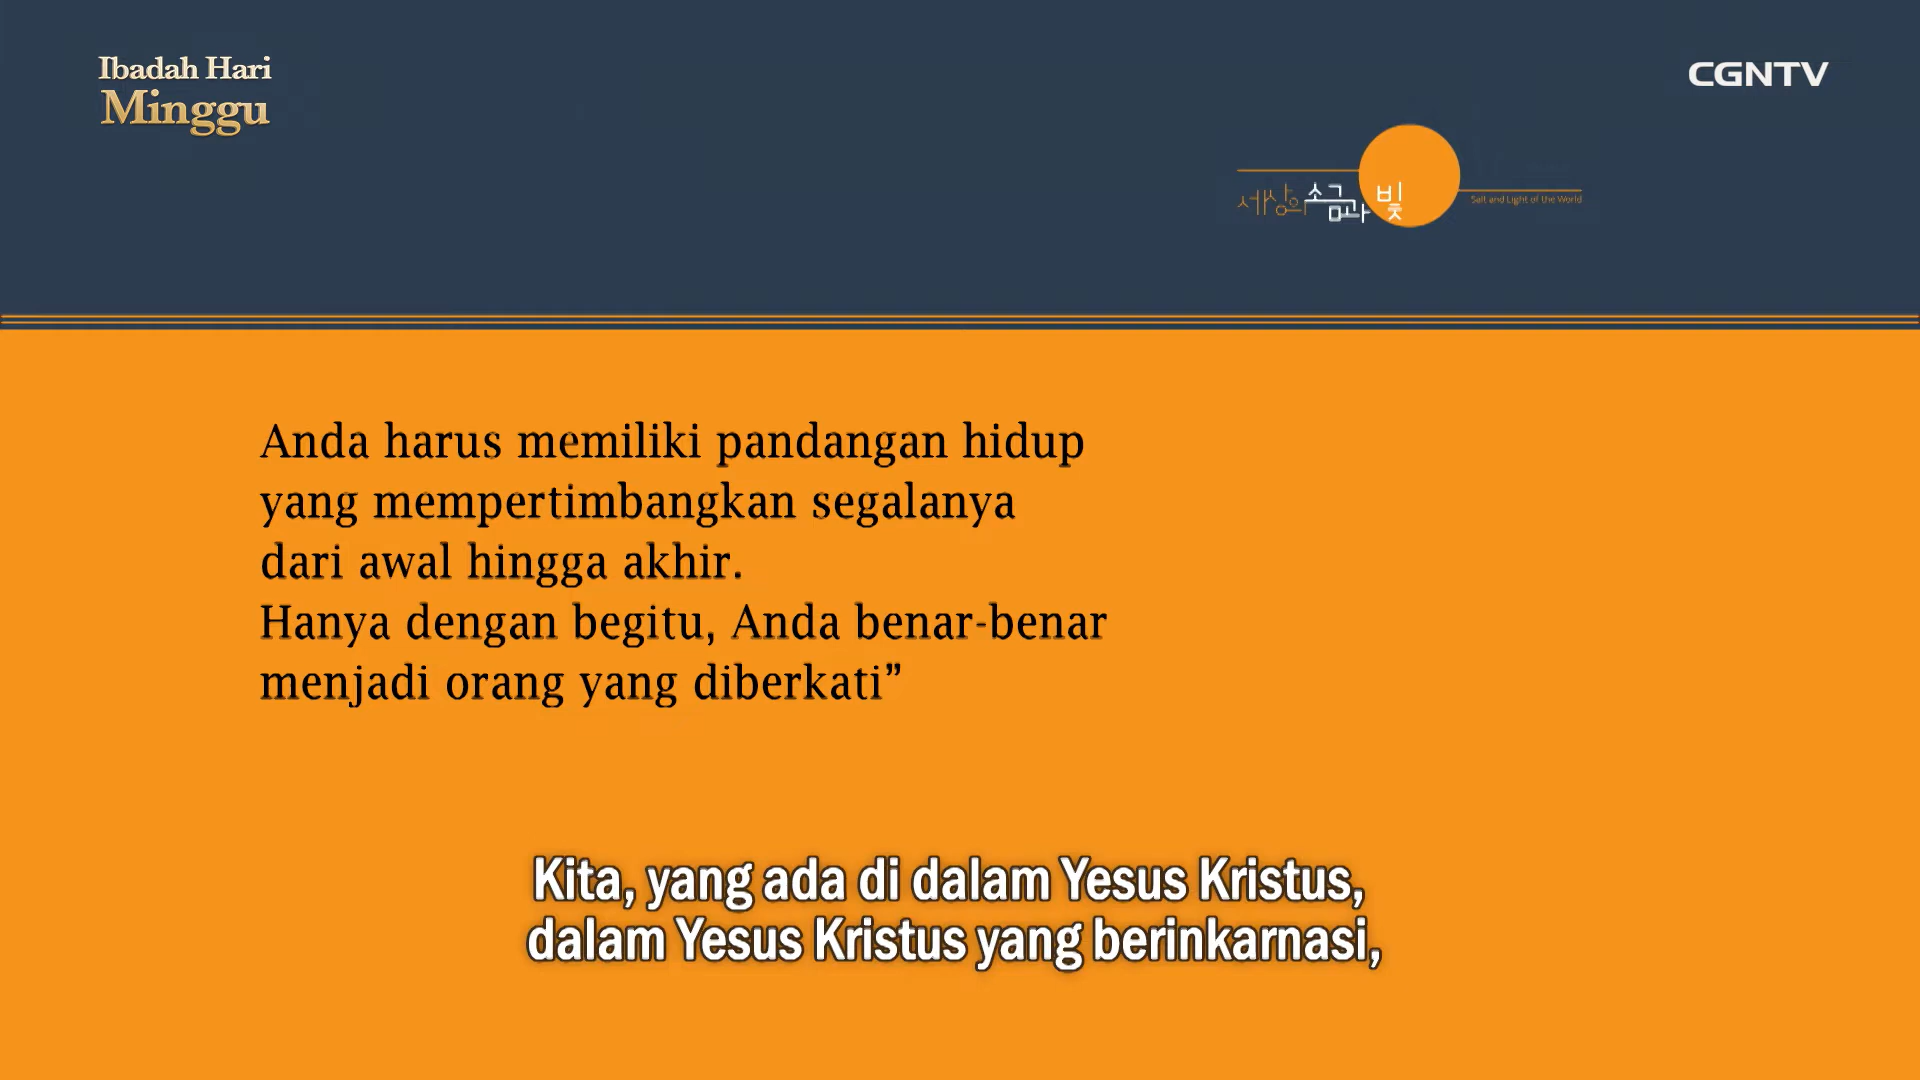 Ibadah Hari
Minggu
CGNTV
세상의 소금과 빛
Salt and Light of the World
Anda harus memiliki pandangan hidup
yang mempertimbangkan segalanya
dari awal hingga akhir.
Hanya dengan begitu, Anda benar-benar
menjadi orang yang diberkati”
Kita, yang ada di dalam Yesus Kristus,
dalam Yesus Kristus yang berinkarnasi,